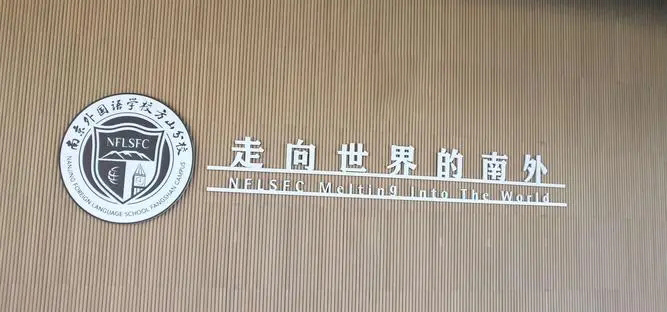 南京外国语学校方山分校
NFLSFC
NANJING FOREIGN LANGUAGE SCHOOL FANGSHAN CAMPUS
走向世界的南外
NFLSFC Melting Into The World